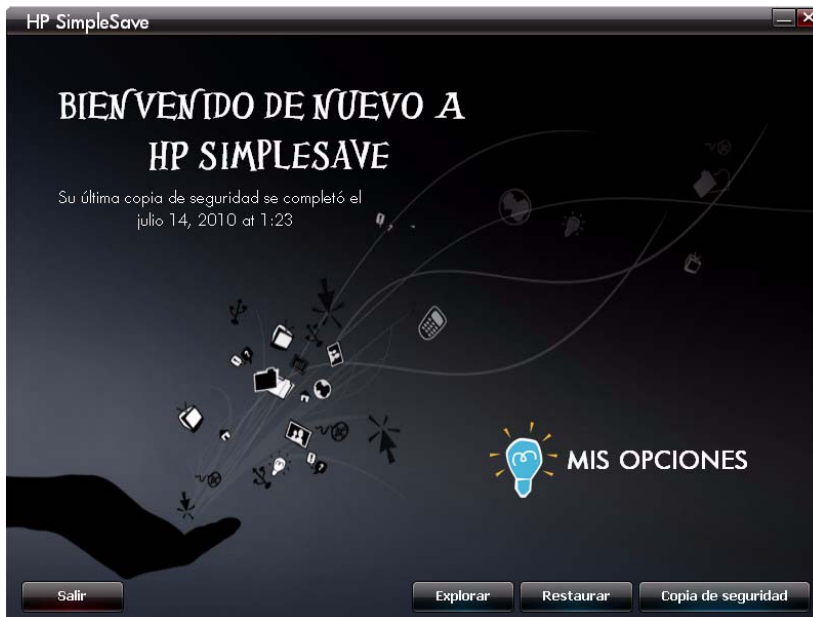 HP SimpleSave
BIENVENIDO DE NUEVO A
HP SIMPLESAVE
Su última copia de seguridad se completó el
julio 14, 2010 at 1:23
MIS OPCIONES
Salir
Explorar
Restaurar
Copia de seguridad